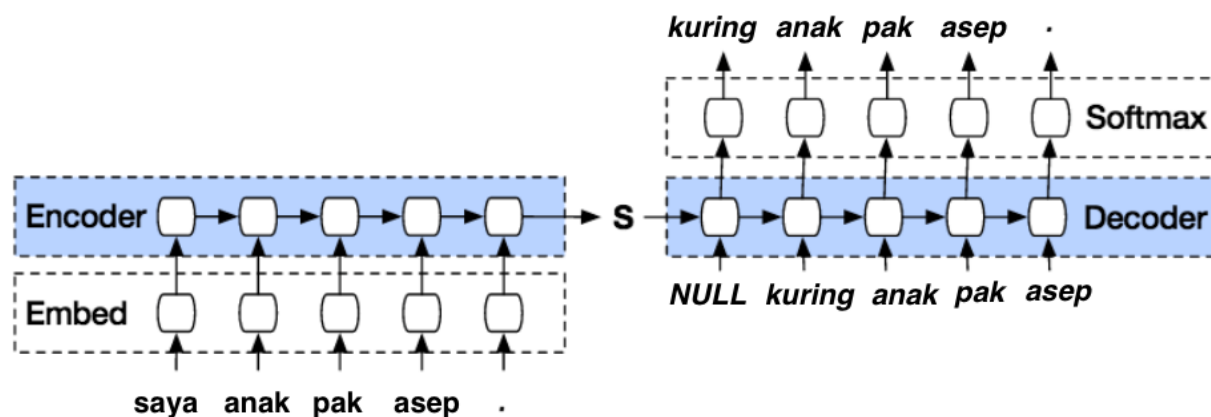 kuring anak pak asep .
Softmax
Encoder
S
Decoder
Embed
NULL kuring anak pak asep
saya anak pak asep .